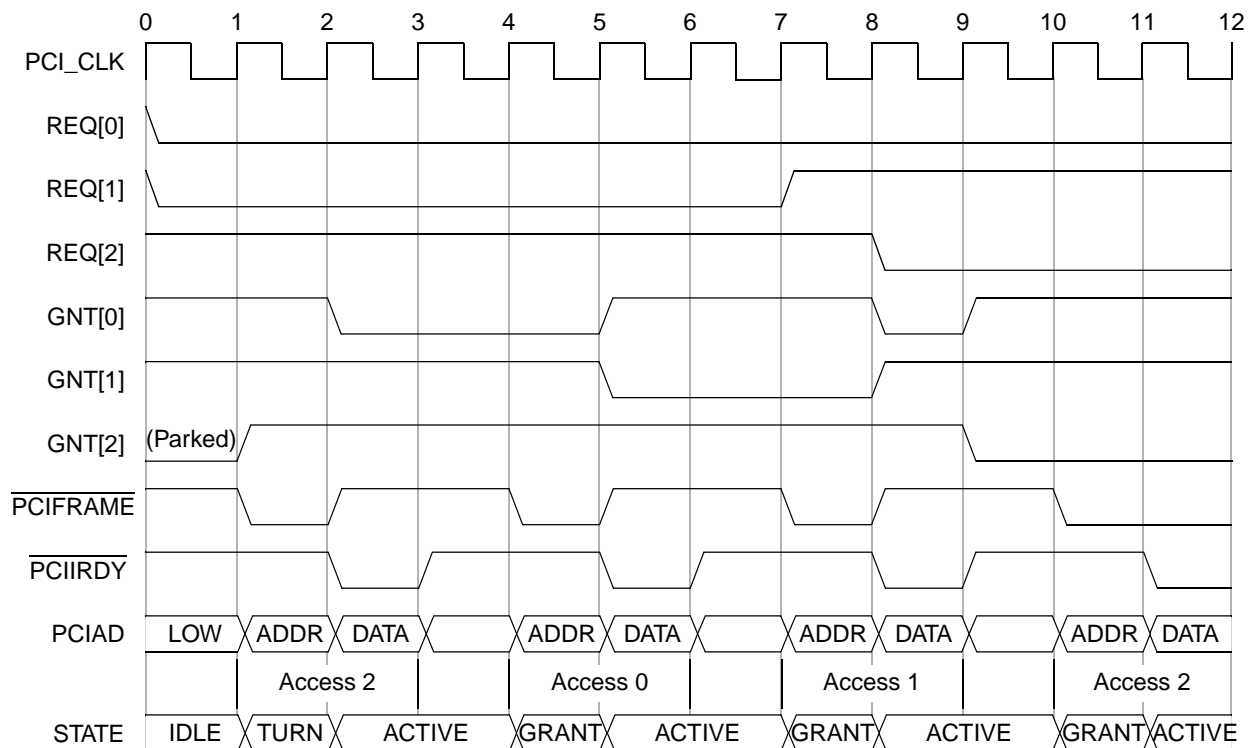 0 1 2 3 4 5 6 7 8 9 10 11 12
PCI_CLK
REQ[0]
REQ[1]
REQ[2]
GNT[0]
GNT[1]
GNT[2] (Parked)
PCIFRAME
PCIIRDY
PCIAD LOW ADDR DATA ADDR DATA ADDR DATA ADDR DATA
Access 2 Access 0 Access 1 Access 2
STATE IDLE TURN ACTIVE GRANT ACTIVE GRANT ACTIVE GRANT ACTIVE